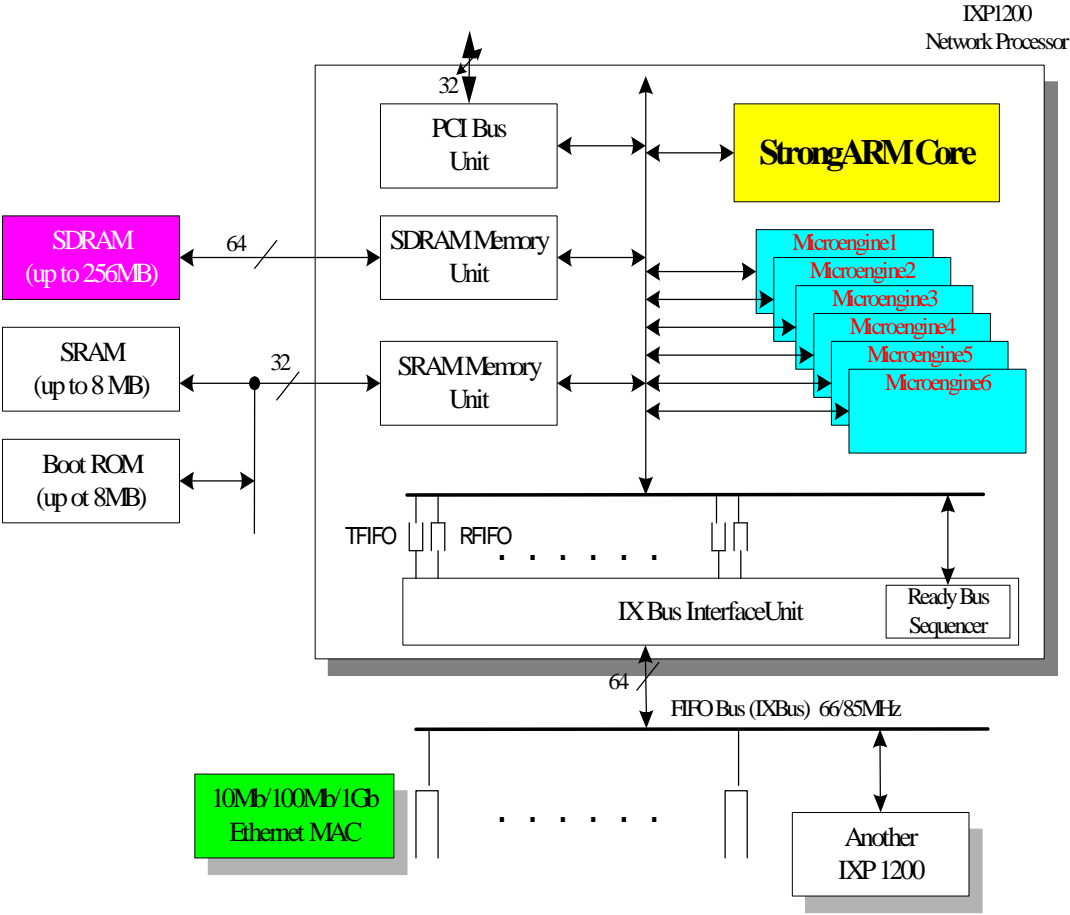 IXP1200
Network Processor
32
PCI Bus
Unit
StrongARM Core
SDRAM
(up to 256MB)
64
SDRAM Memory
Unit
Microengine1
Microengine2
Microengine3
Microengine4
Microengine5
Microengine6
SRAM
(up to 8 MB)
32
SRAM Memory
Unit
Boot ROM
(up ot 8MB)
TFIFO
RFIFO
. . . . . .
IX Bus InterfaceUnit
Ready Bus
Sequencer
64
FIFO Bus (IXBus) 66/85MHz
10Mb/100Mb/1Gb
Ethernet MAC
. . . . . .
Another
IXP 1200